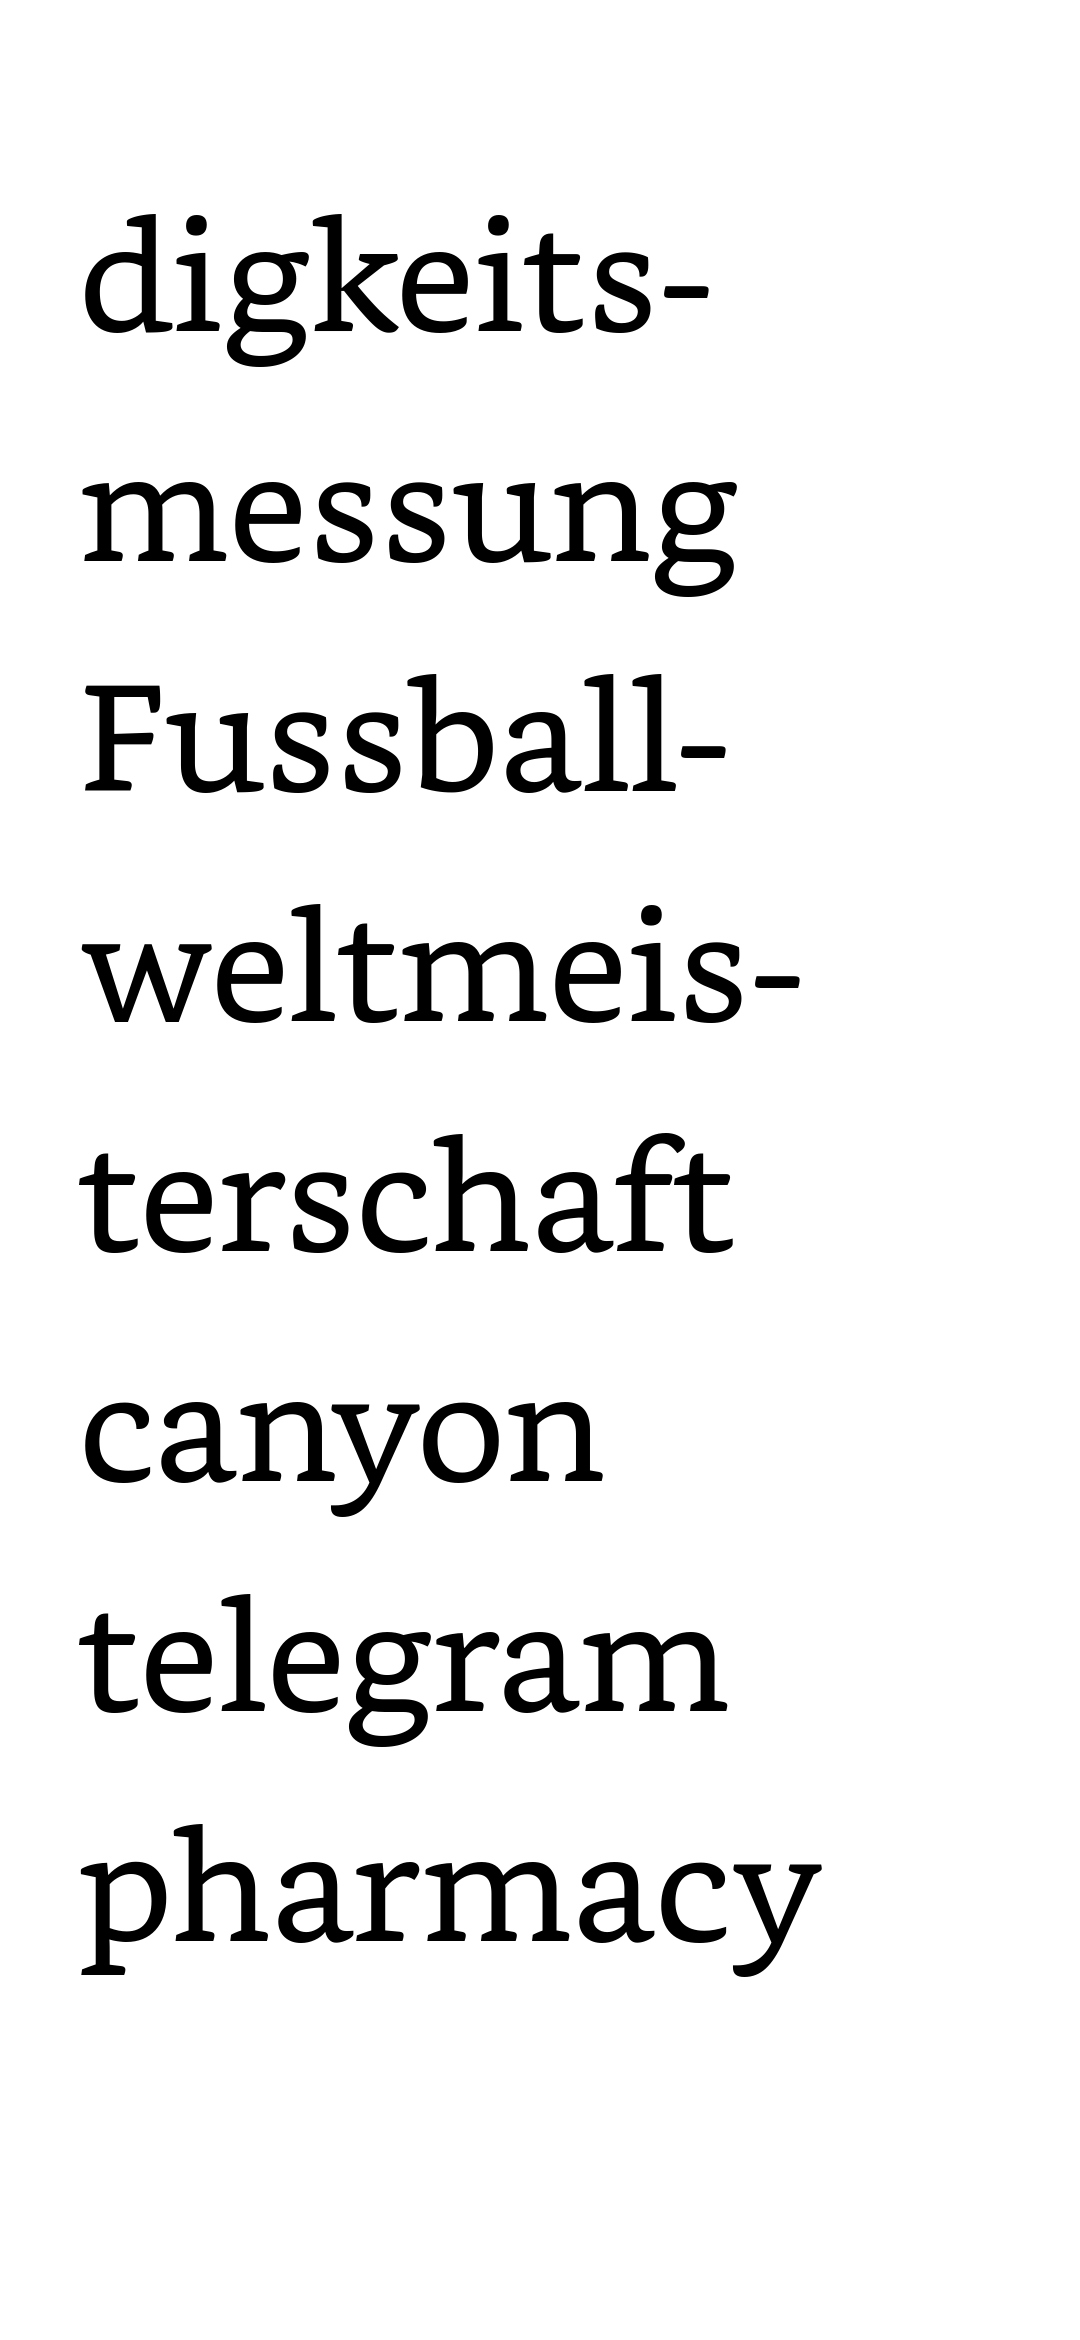 digkeits-
messung
Fussball-
weltmeis-
terschaft
canyon
telegram
pharmacy